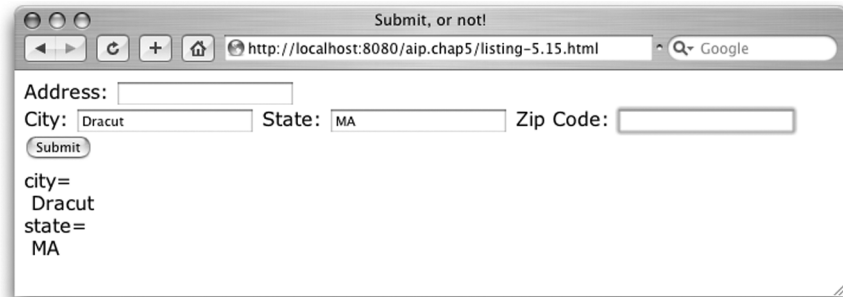 Submit, or not!
http://localhost:8080/aip.chap5/listing-5.15.html Google
Address:
City: Dracut State: MA Zip Code:
Submit
city=
Dracut
state=
MA